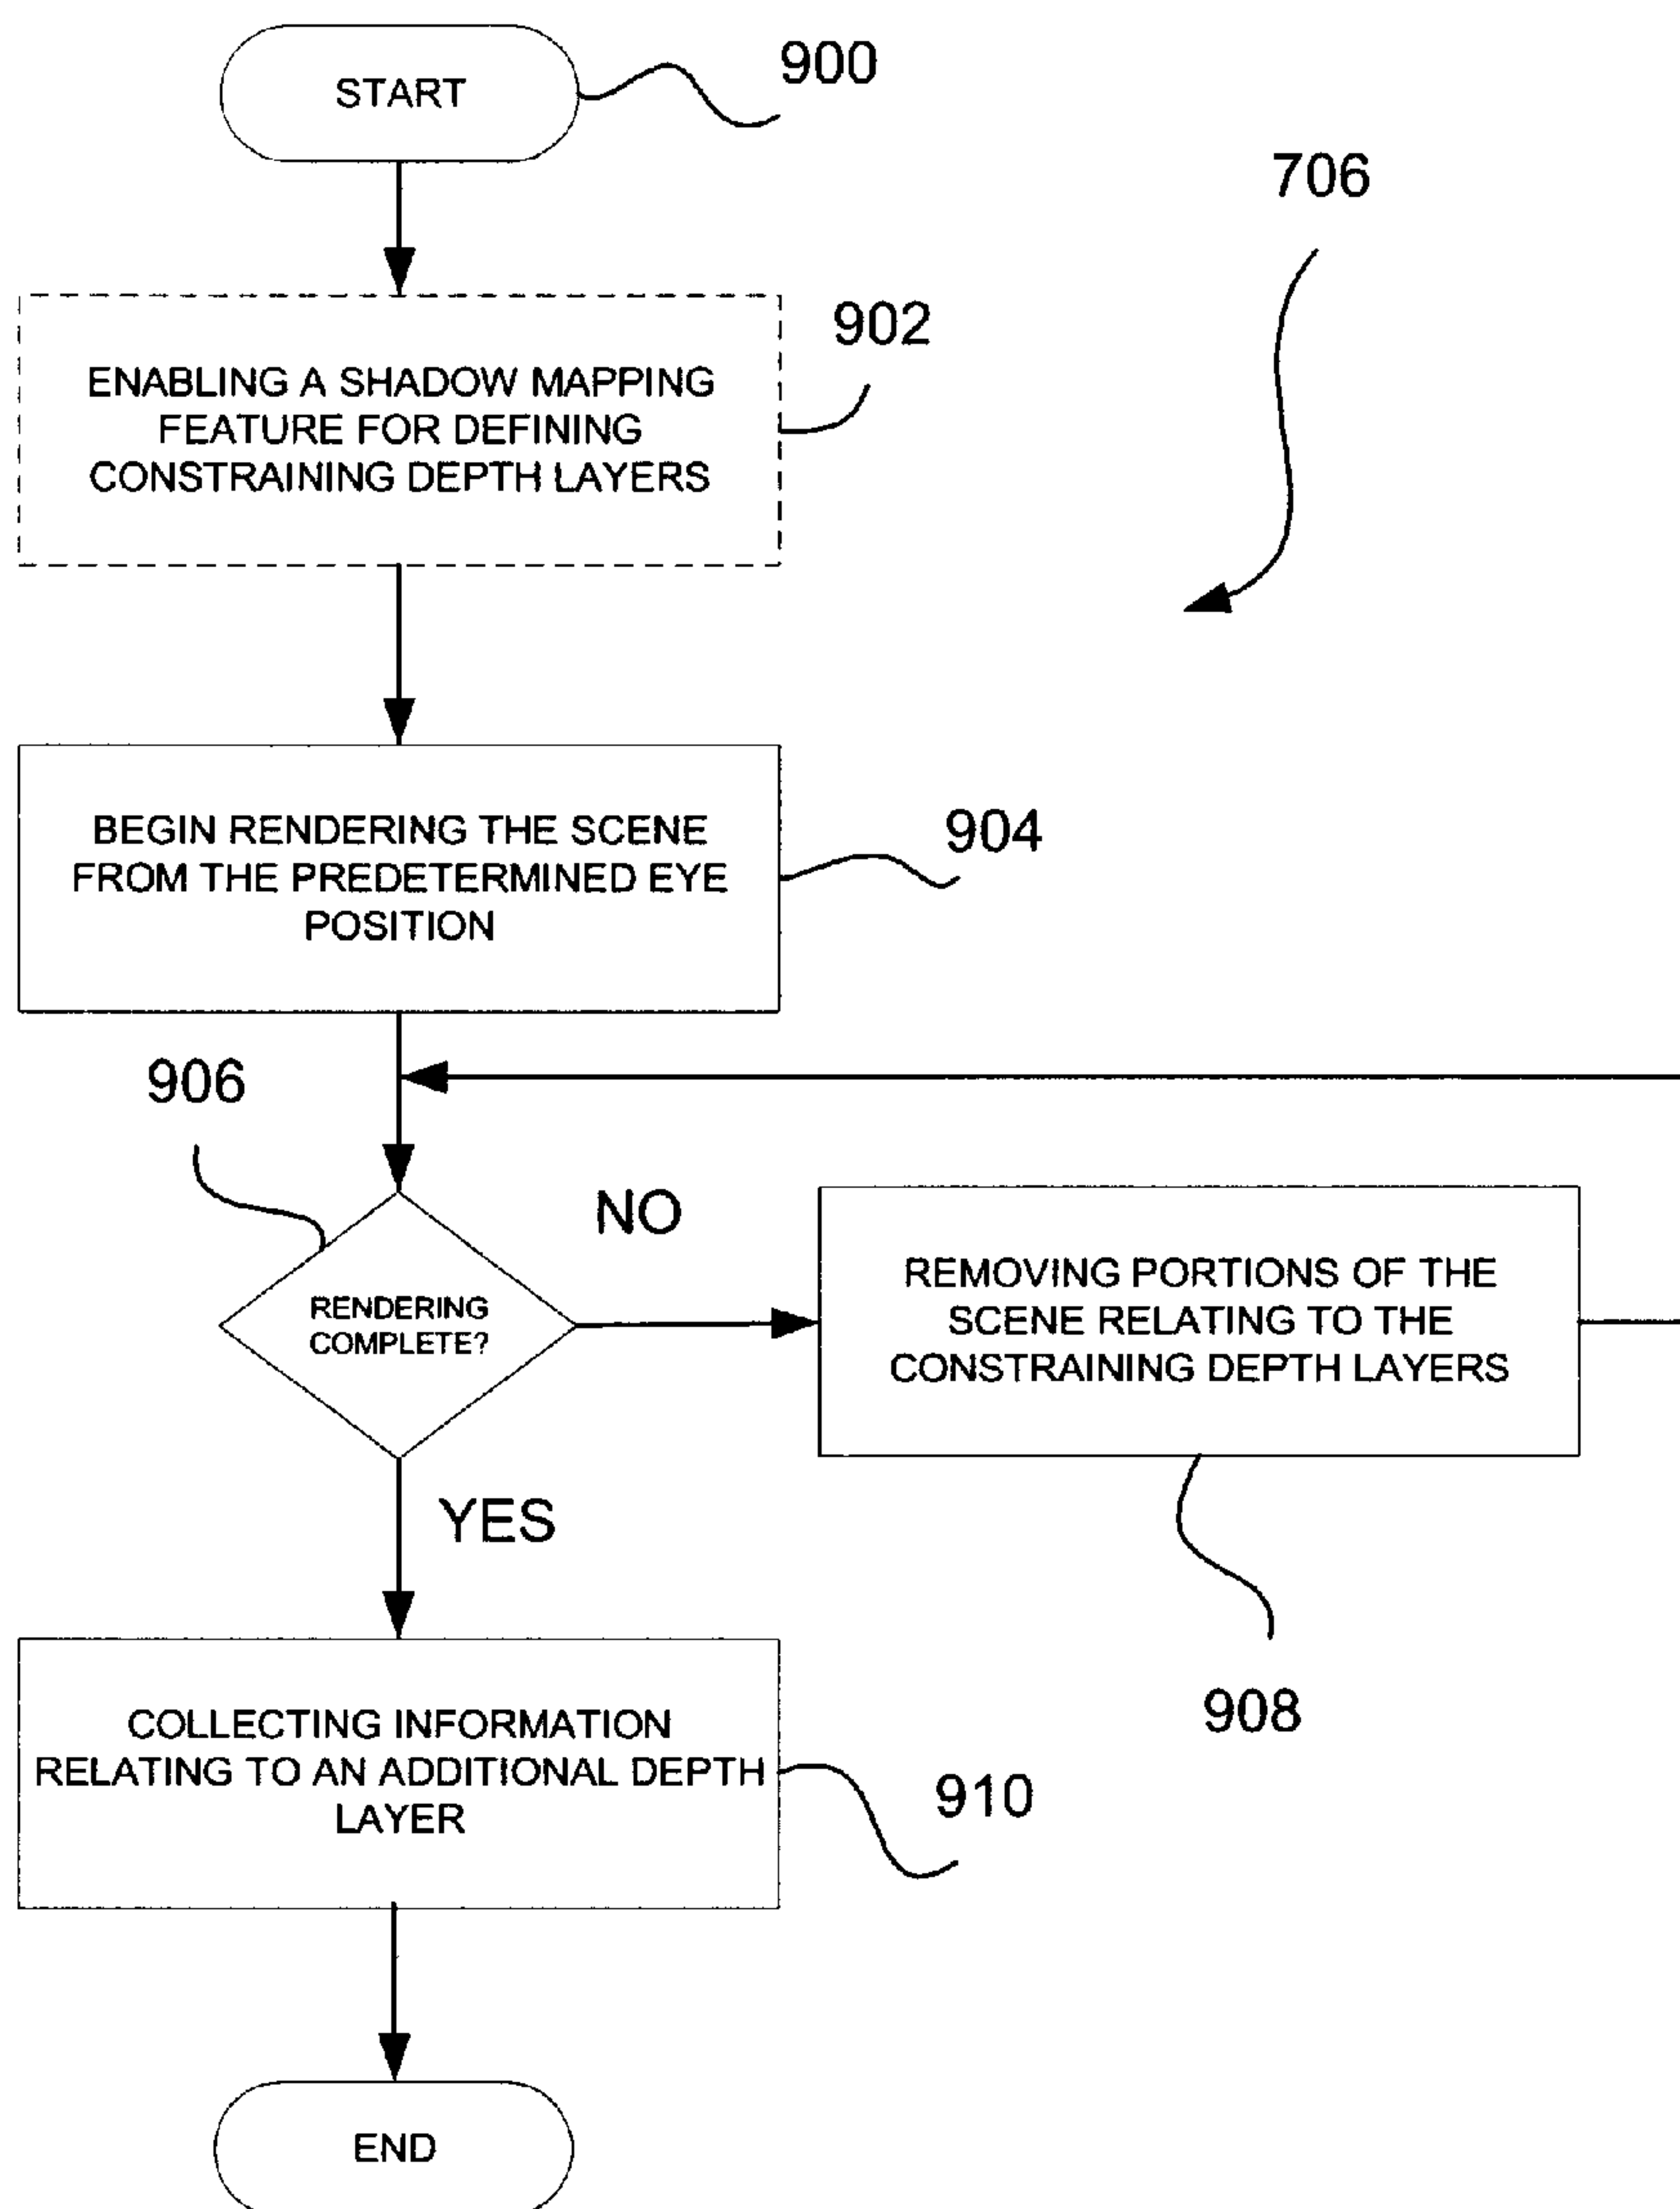 START
900
706
ENABLING A SHADOW MAPPING
FEATURE FOR DEFINING
CONSTRAINING DEPTH LAYERS
902
BEGIN RENDERING THE SCENE
FROM THE PREDETERMINED EYE
POSITION
904
906
RENDERING
COMPLETE?
NO
REMOVING PORTIONS OF THE
SCENE RELATING TO THE
CONSTRAINING DEPTH LAYERS
908
YES
COLLECTING INFORMATION
RELATING TO AN ADDITIONAL DEPTH
LAYER
910
END